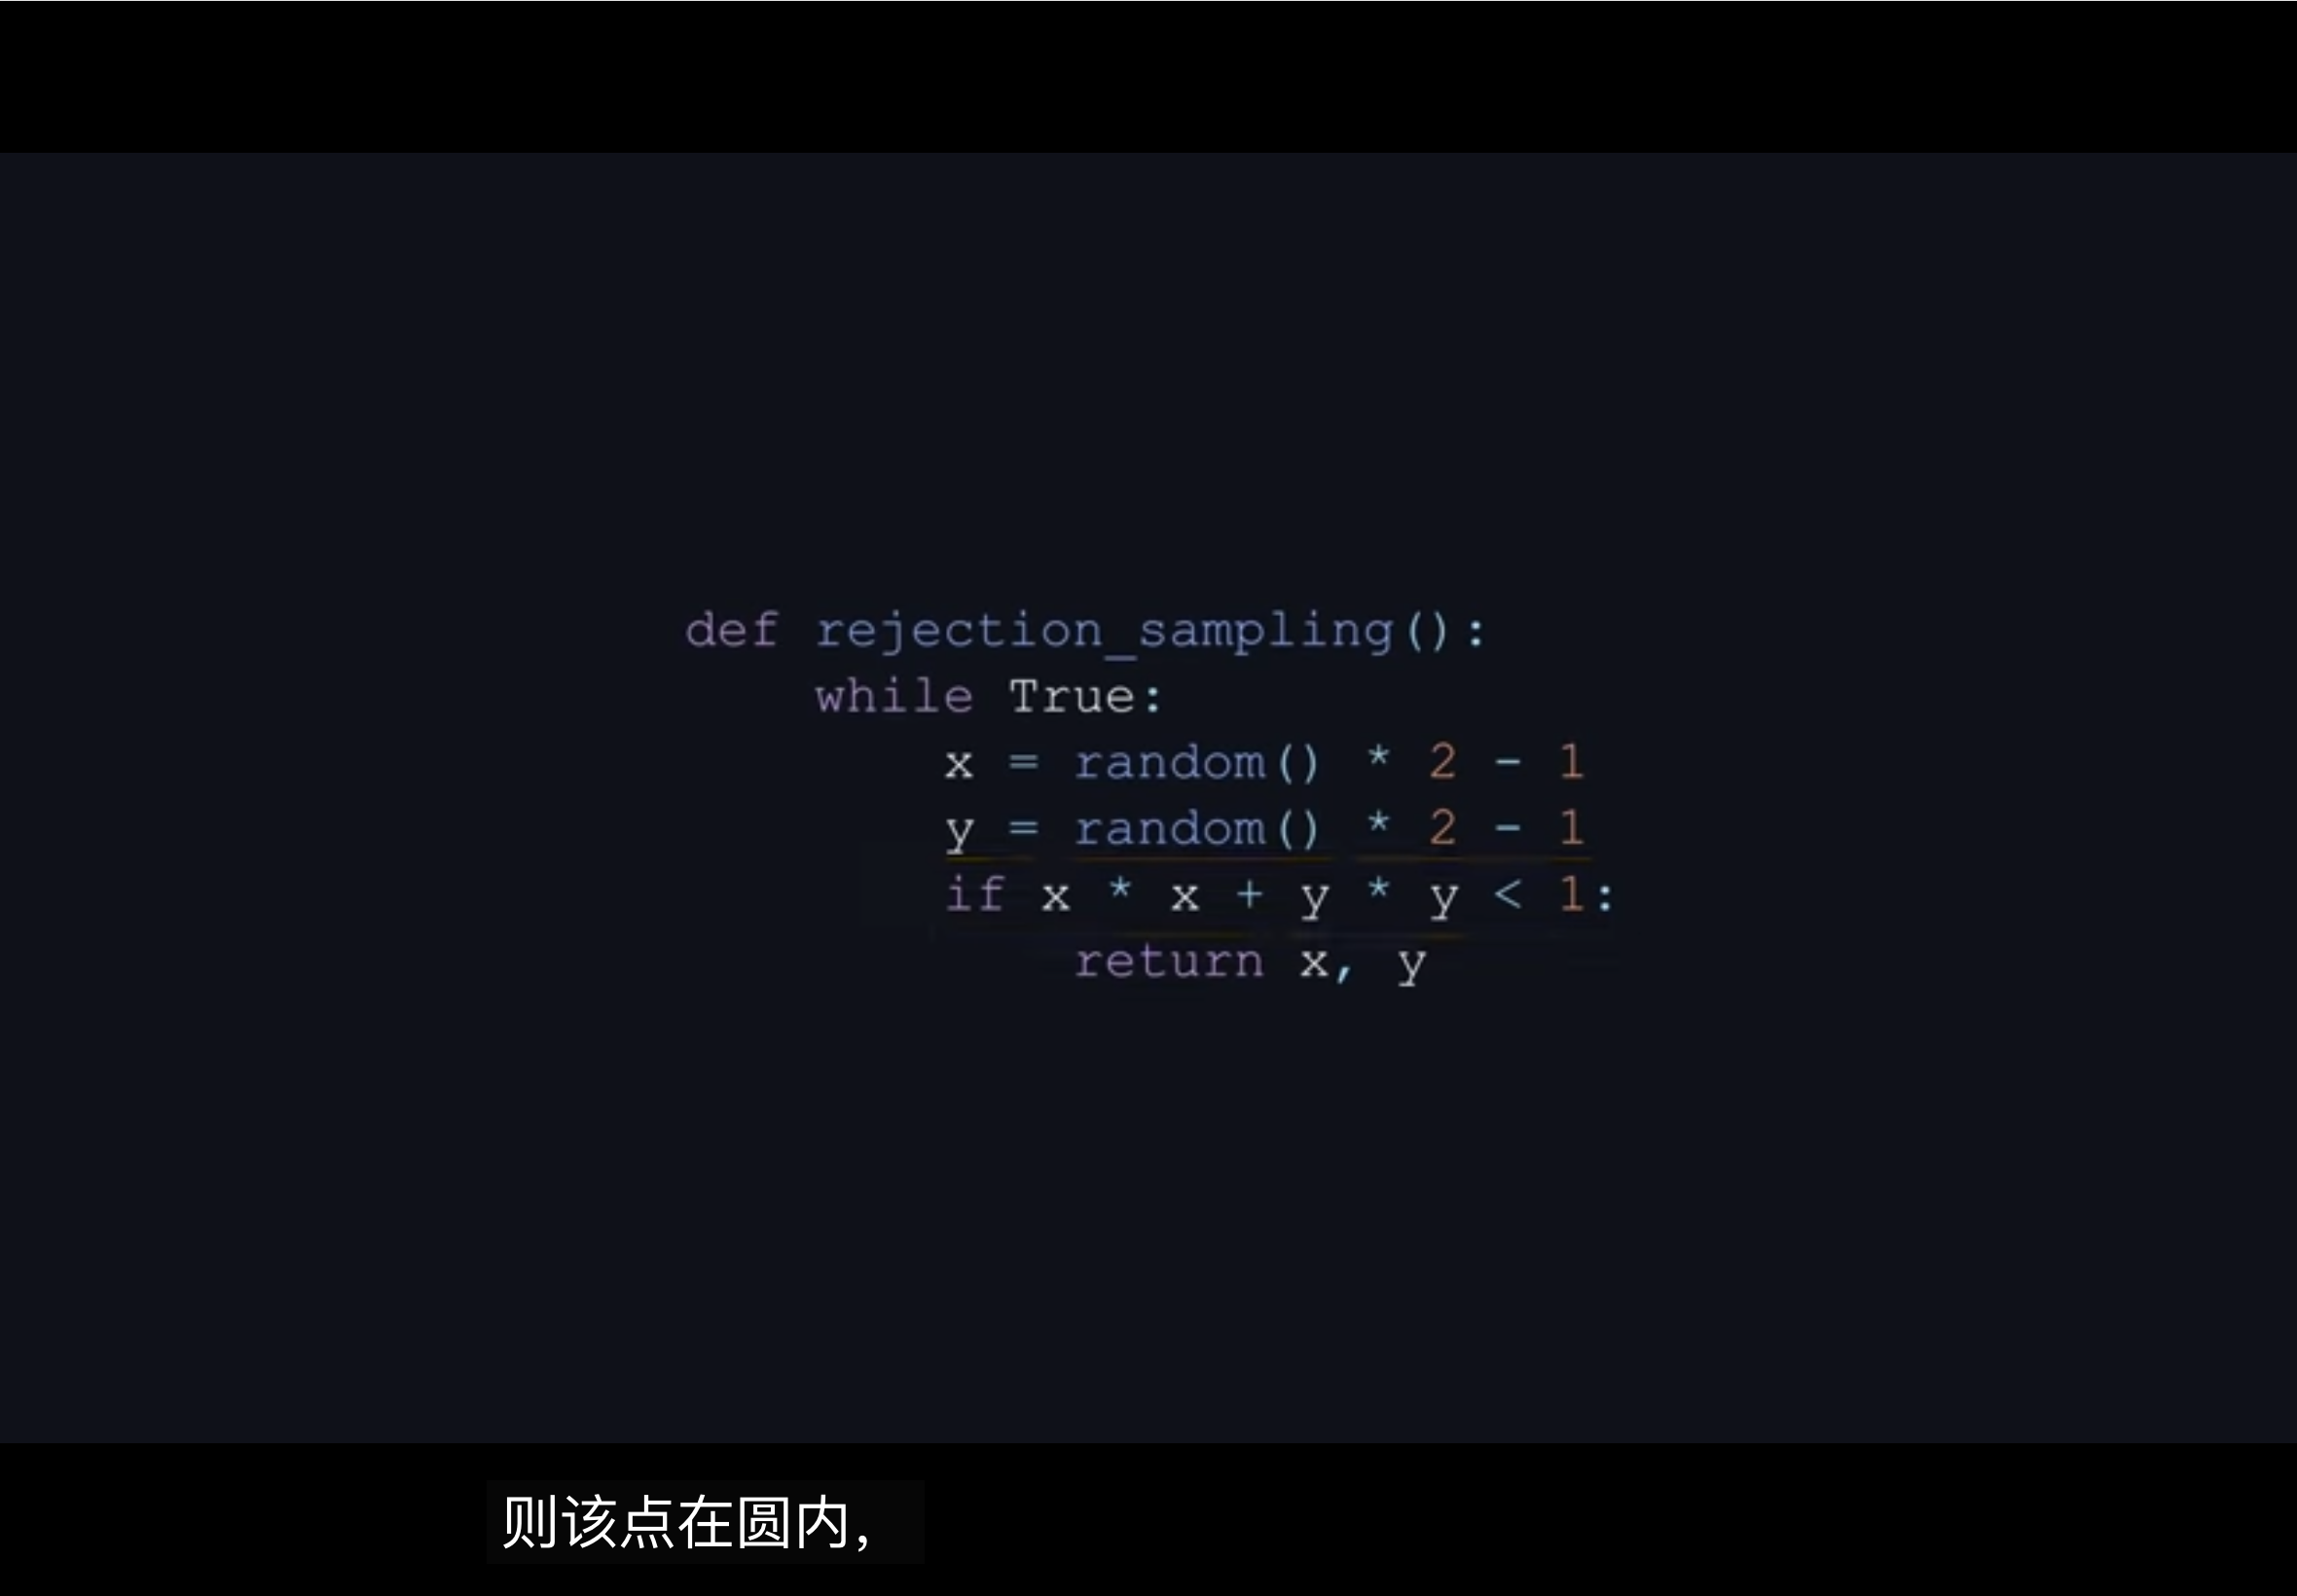 def rejection_sampling():
    while True:
        x = random() * 2 - 1
        y = random() * 2 - 1
        if x * x + y * y < 1:
            return x, y
则该点在圆内，